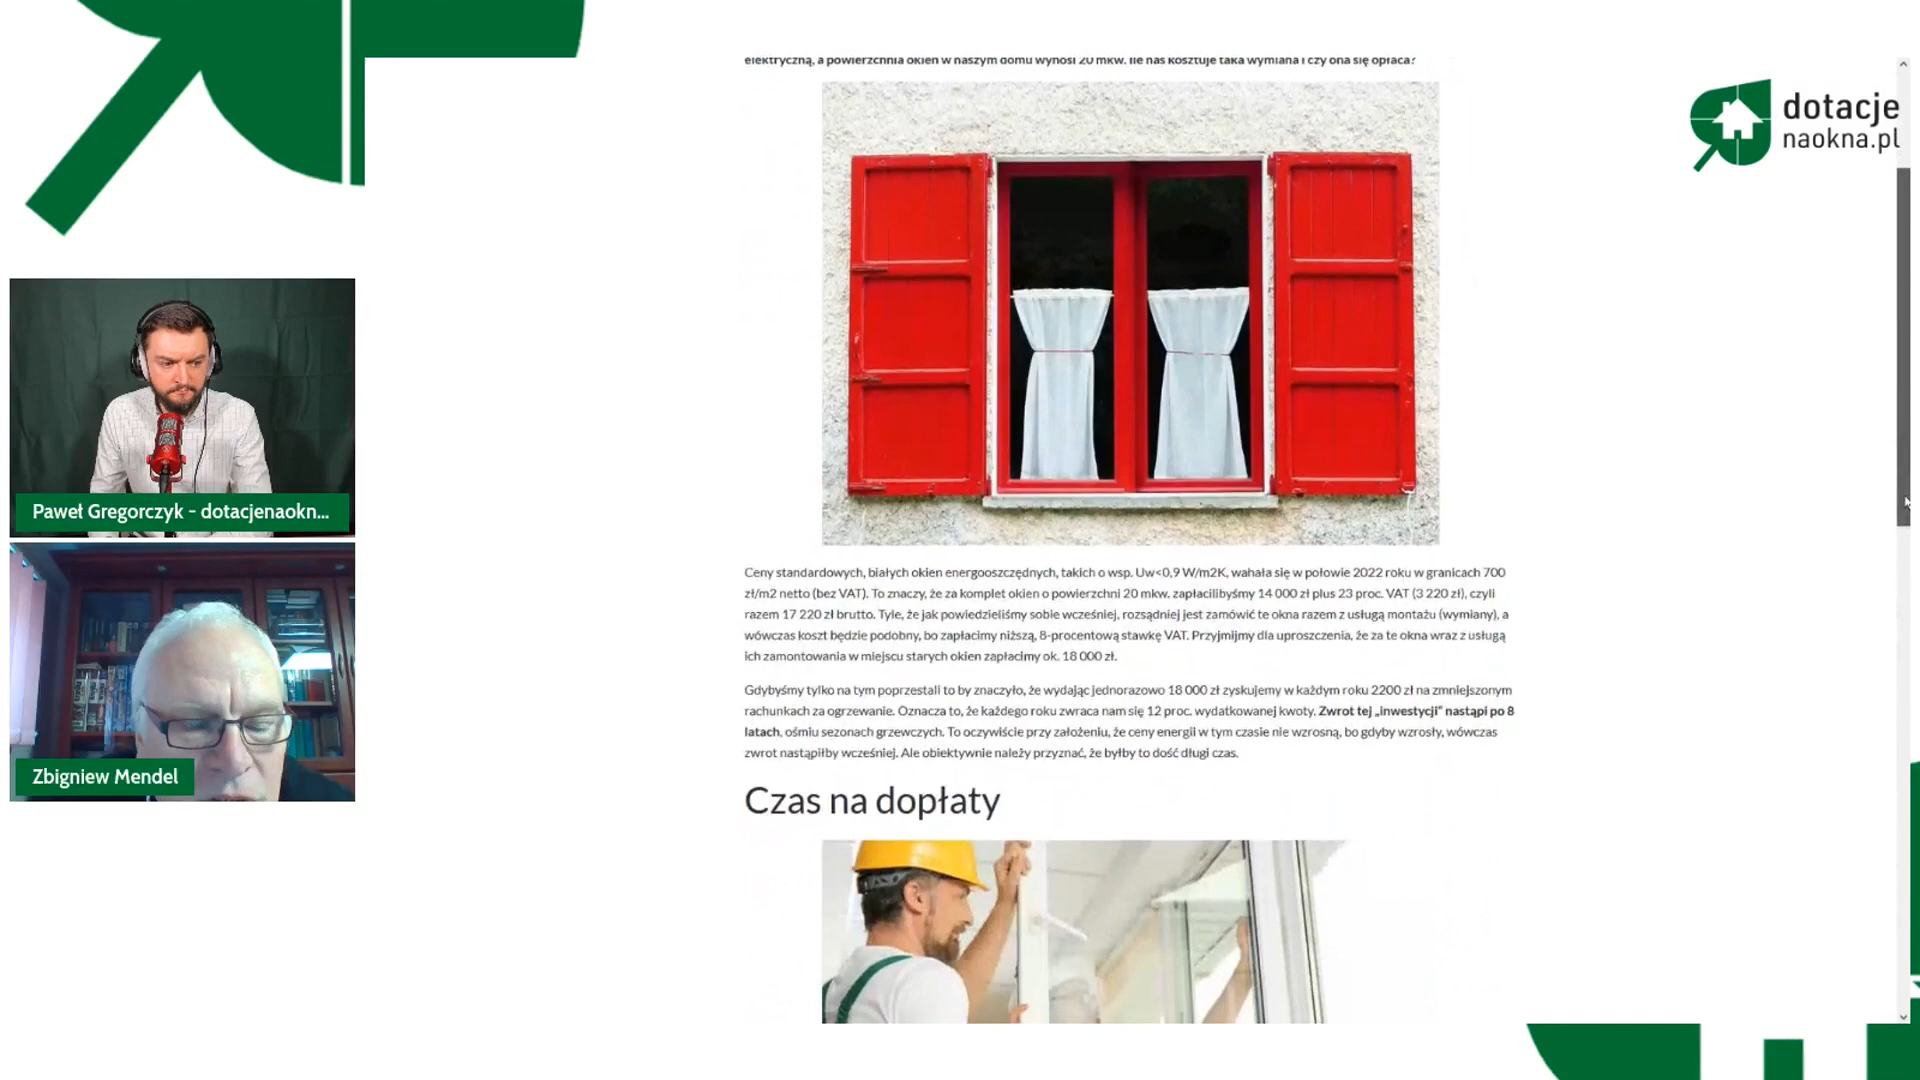 elektryczną, a powierzchnia okien w naszym domu wynosi 20 mkw. Ile nas kosztuje taka wymiana i czy ona się opłaca?
dotacje
naokna.pl
Paweł Gregorczyk - dotacjenaokn...
Zbigniew Mendel
Ceny standardowych, białych okien energooszczędnych, takich o wsp. Uw<0,9 W/m2K, wahała się w połowie 2022 roku w granicach 700
zł/m2 netto (bez VAT). To znaczy, że za komplet okien o powierzchni 20 mkw. zapłacilibyśmy 14 000 zł plus 23 proc. VAT (3 220 zł), czyli
razem 17 220 zł brutto. Tyle, że jak powiedzieliśmy sobie wcześniej, rozsądniej jest zamówić te okna razem z usługą montażu (wymiany), a
wówczas koszt będzie podobny, bo zapłacimy niższą, 8-procentową stawkę VAT. Przyjmijmy dla uproszczenia, że za te okna wraz z usługą
ich zamontowania w miejscu starych okien zapłacimy ok. 18 000 zł.
Gdybyśmy tylko na tym poprzestali to by znaczyło, że wydając jednorazowo 18 000 zł zyskujemy w każdym roku 2200 zł na zmniejszonym
rachunkach za ogrzewanie. Oznacza to, że każdego roku zwraca nam się 12 proc. wydatkowanej kwoty. Zwrot tej „inwestycji” nastąpi po 8
latach, ośmiu sezonach grzewczych. To oczywiście przy założeniu, że ceny energii w tym czasie nie wzrosną, bo gdyby wzrosły, wówczas
zwrot nastąpiłby wcześniej. Ale obiektywnie należy przyznać, że byłby to dość długi czas.
Czas na dopłaty